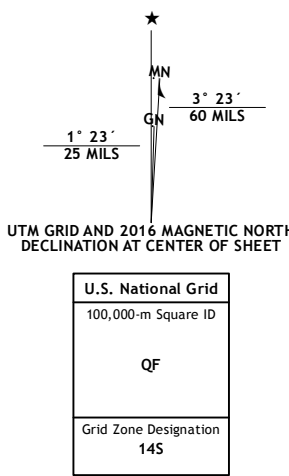 ★
MN
3° 23´
60 MILS
GN
1° 23´
25 MILS
UTM GRID AND 2016 MAGNETIC NORTH
DECLINATION AT CENTER OF SHEET
U.S. National Grid
100,000-m Square ID
QF
Grid Zone Designation
14S